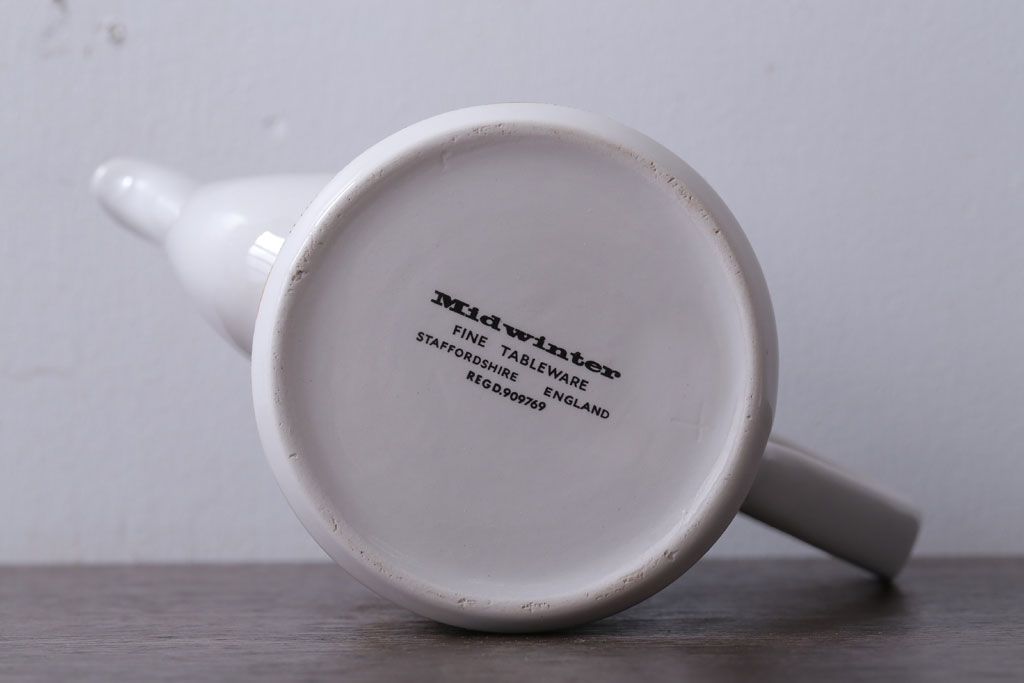 Midwinter
FINE TABLEWARE
STAFFORDSHIRE ENGLAND
REGD.909769